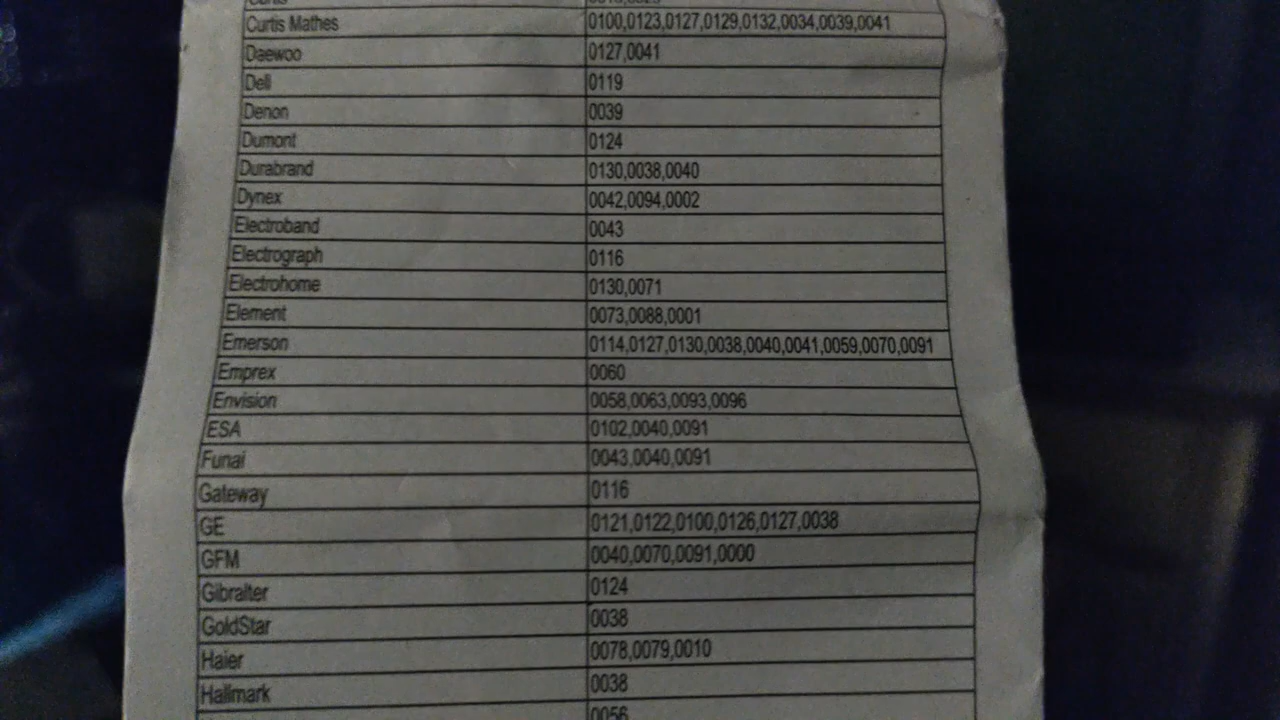 Curtis Mathes 0100,0123,0127,0129,0132,0034,0039,0041
Daewoo 0127,0041
Dell 0119
Denon 0039
Dumont 0124
Durabrand 0130,0038,0040
Dynex 0042,0094,0002
Electroband 0043
Electrograph 0116
Electrohome 0130,0071
Element 0073,0088,0001
Emerson 0114,0127,0130,0038,0040,0041,0059,0070,0091
Emprex 0060
Envision 0058,0063,0093,0096
ESA 0102,0040,0091
Funai 0043,0040,0091
Gateway 0116
GE 0121,0122,0100,0126,0127,0038
GFM 0040,0070,0091,0000
Gibralter 0124
GoldStar 0038
Haier 0078,0079,0010
Hallmark 0038
0056